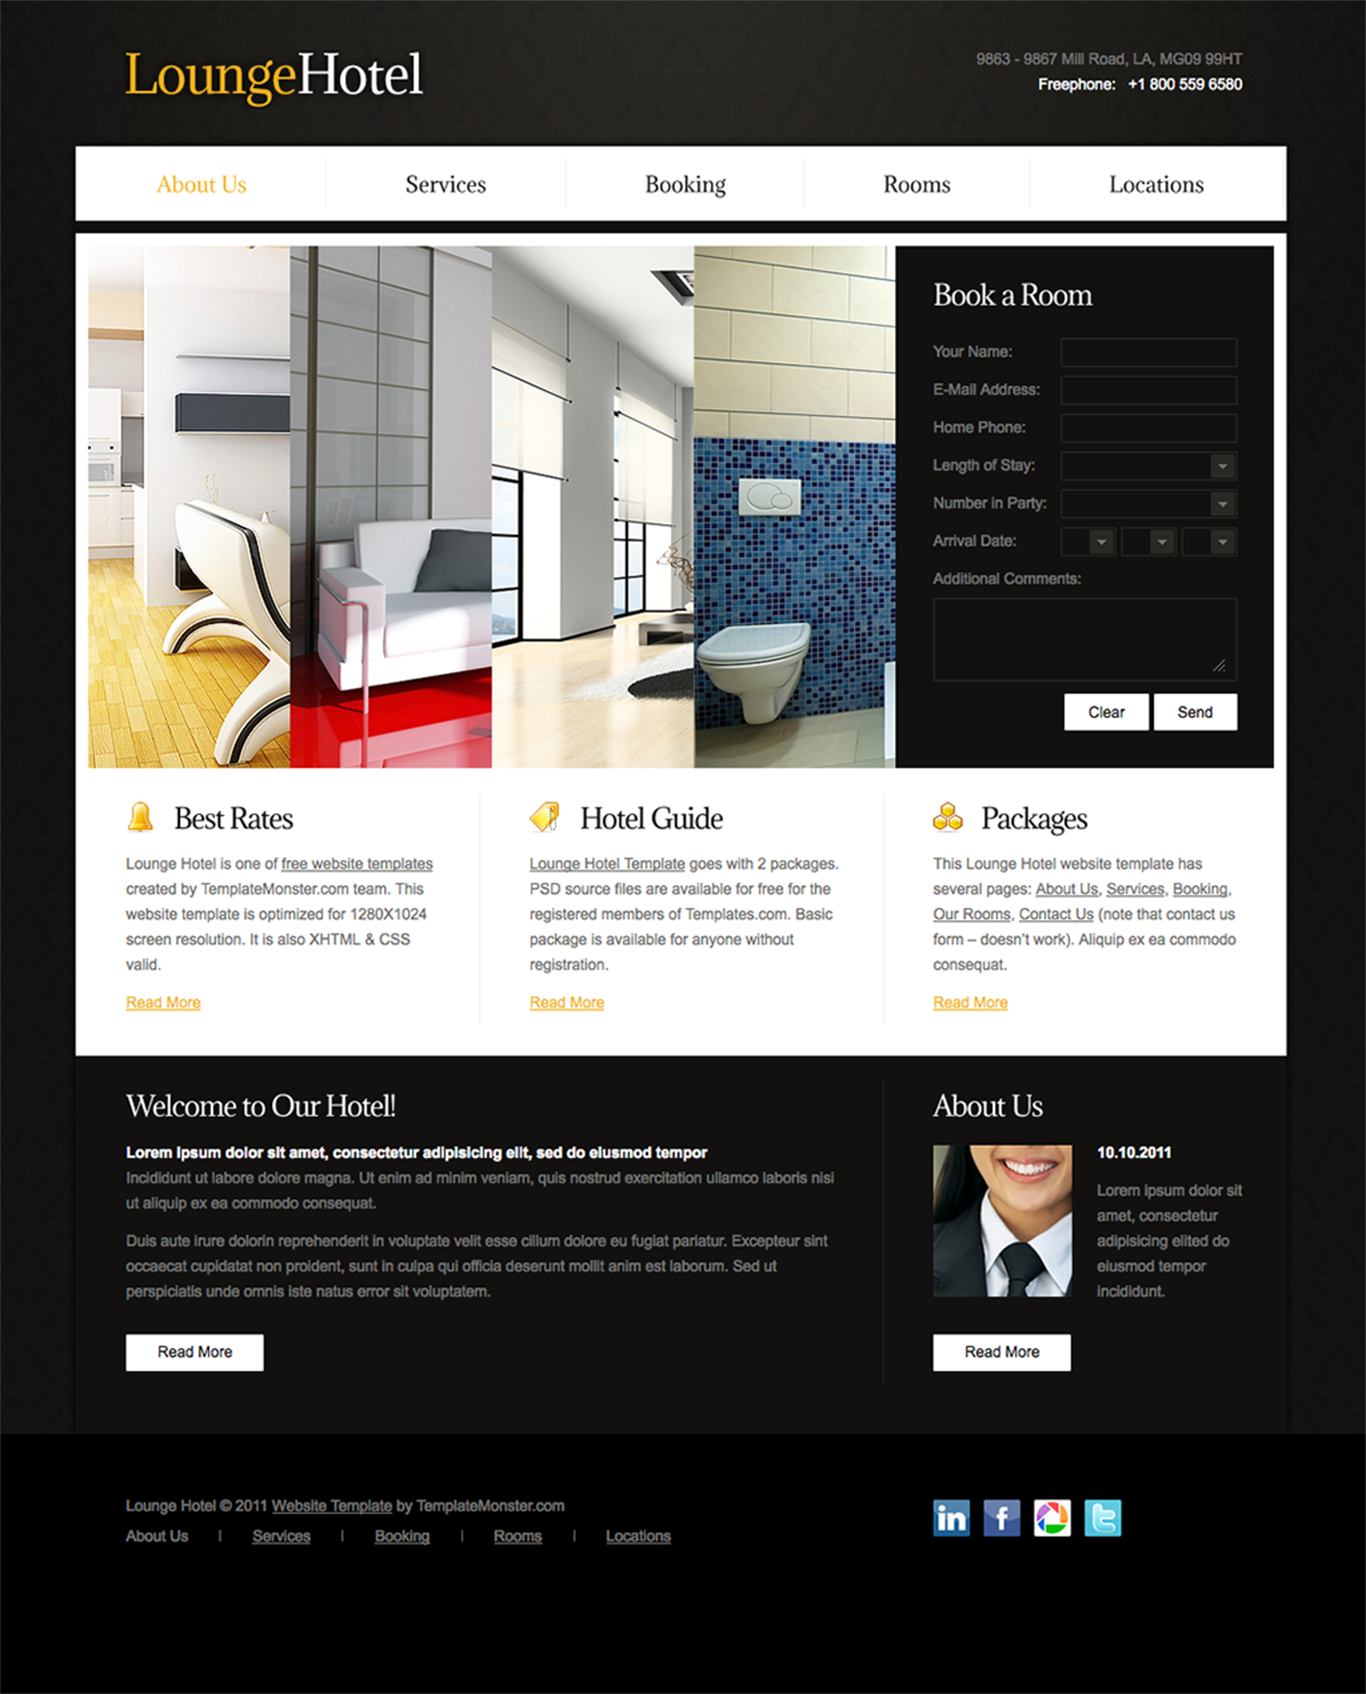 LoungeHotel
9863 - 9867 Mill Road, LA, MG09 99HT
Freephone: +1 800 559 6580
About Us
Services
Booking
Rooms
Locations
Book a Room
Your Name:
E-Mail Address:
Home Phone:
Length of Stay:
Number in Party:
Arrival Date:
Additional Comments:
Clear
Send
Best Rates
Lounge Hotel is one of free website templates
created by TemplateMonster.com team. This
website template is optimized for 1280X1024
screen resolution. It is also XHTML & CSS
valid.
Read More
Hotel Guide
Lounge Hotel Template goes with 2 packages.
PSD source files are available for free for the
registered members of Templates.com. Basic
package is available for anyone without
registration.
Read More
Packages
This Lounge Hotel website template has
several pages: About Us, Services, Booking,
Our Rooms, Contact Us (note that contact us
form – doesn't work). Aliquip ex ea commodo
consequat.
Read More
Welcome to Our Hotel!
Lorem ipsum dolor sit amet, consectetur adipisicing elit, sed do eiusmod tempor
Incididunt ut labore dolore magna. Ut enim ad minim veniam, quis nostrud exercitation ullamco laboris nisi
ut aliquip ex ea commodo consequat.
Duis aute irure dolorin reprehenderit in voluptate velit esse cillum dolore eu fugiat pariatur. Excepteur sint
occaecat cupidatat non proident, sunt in culpa qui officia deserunt mollit anim est laborum. Sed ut
perspiciatis unde omnis iste natus error sit voluptatem.
Read More
About Us
10.10.2011
Lorem ipsum dolor sit
amet, consectetur
adipisicing elited do
eiusmod tempor
incididunt.
Read More
Lounge Hotel © 2011 Website Template by TemplateMonster.com
About Us | Services | Booking | Rooms | Locations
in f t